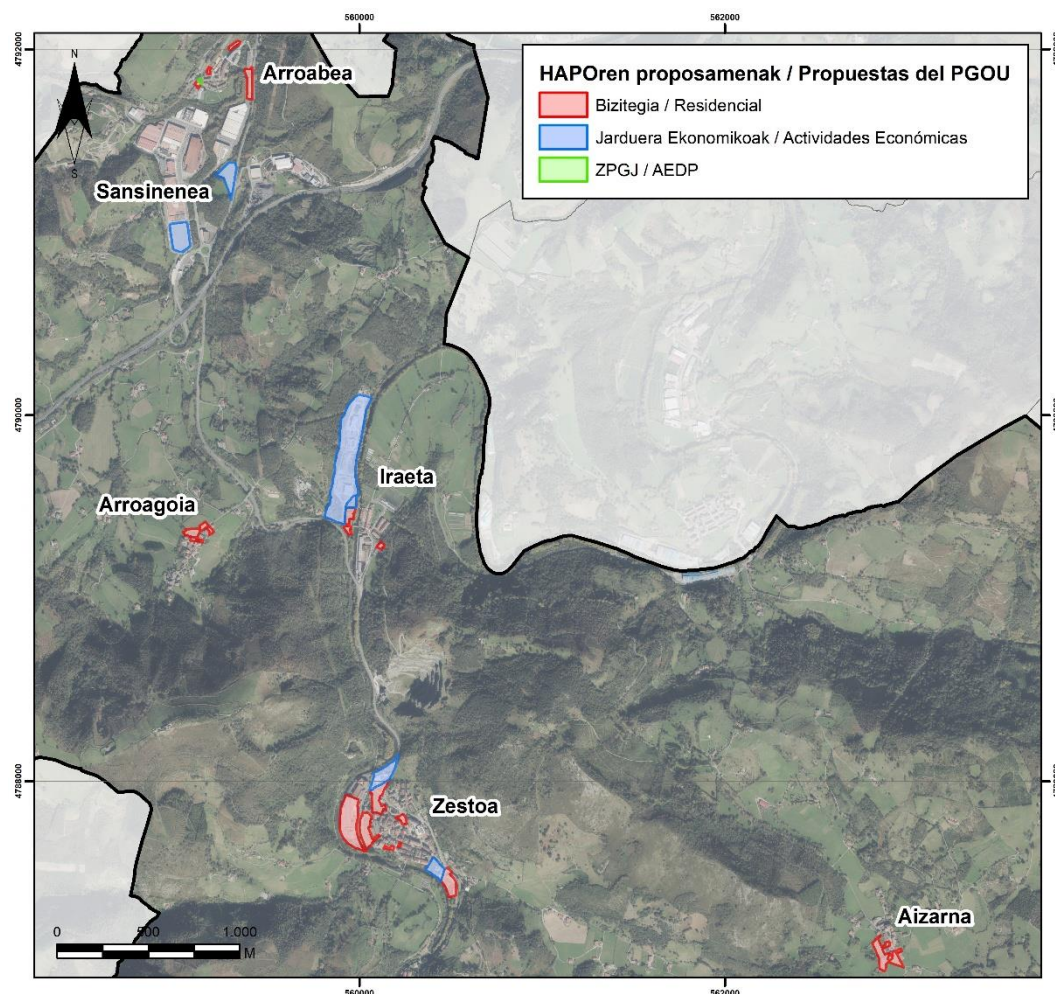 560000
562000
4792000
N
S
HAPOren proposamenak / Propuestas del PGOU
Bizitegia / Residencial
Jarduera Ekonomikoak / Actividades Económicas
ZPGJ / AEDP
Arroabea
Sansinenea
4790000
Iraeta
Arroagoia
4788000
Zestoa
Aizarna
0 500 1.000
M
560000
562000